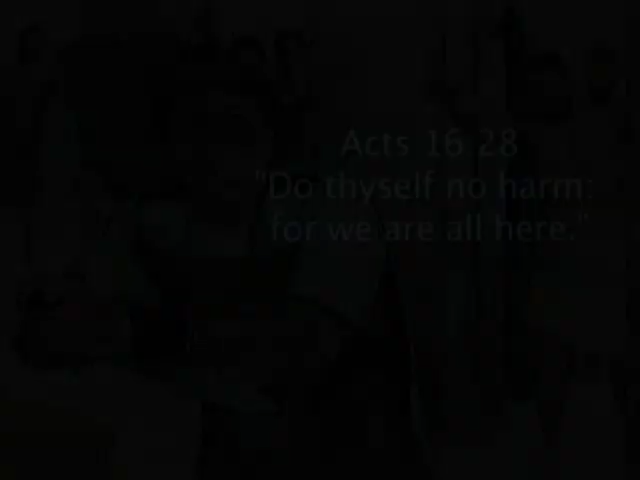 Acts 16 28
"Do thyself no harm:
for we are all here."